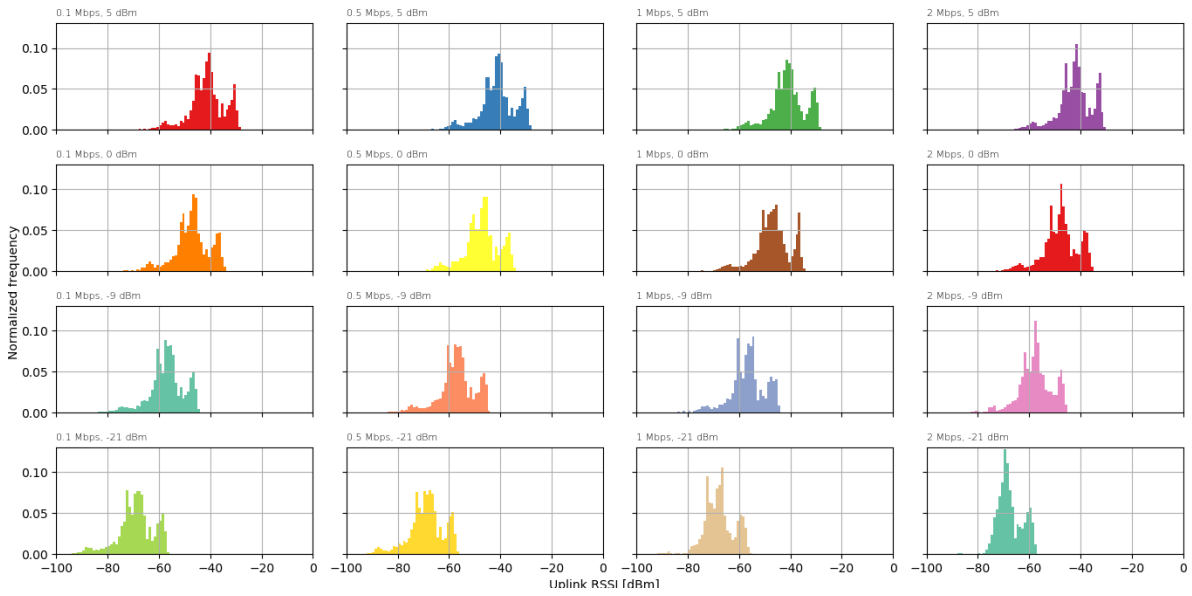 0.1 Mbps, 5 dBm
0.5 Mbps, 5 dBm
1 Mbps, 5 dBm
2 Mbps, 5 dBm
0.10
0.05
0.00
0.1 Mbps, 0 dBm
0.5 Mbps, 0 dBm
1 Mbps, 0 dBm
2 Mbps, 0 dBm
0.10
0.05
0.00
Normalized frequency
0.1 Mbps, -9 dBm
0.5 Mbps, -9 dBm
1 Mbps, -9 dBm
2 Mbps, -9 dBm
0.10
0.05
0.00
0.1 Mbps, -21 dBm
0.5 Mbps, -21 dBm
1 Mbps, -21 dBm
2 Mbps, -21 dBm
0.10
0.05
0.00
−100 −80 −60 −40 −20 0
−100 −80 −60 −40 −20 0
−100 −80 −60 −40 −20 0
−100 −80 −60 −40 −20 0
Uplink RSSI [dBm]